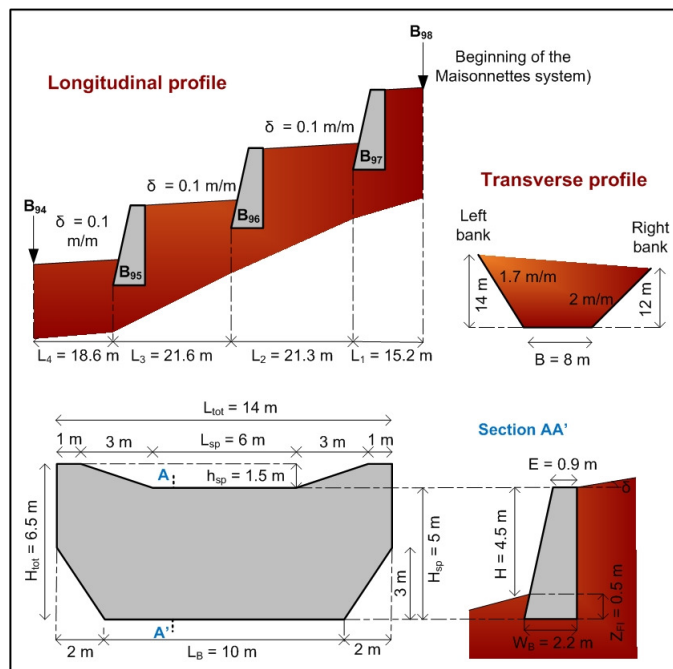 B98
Beginning of the
Maisonnettes system)
Longitudinal profile
δ = 0.1 m/m
B97
δ = 0.1 m/m
B96
B94
δ = 0.1
m/m
B95
L4 = 18.6 m
L3 = 21.6 m
L2 = 21.3 m
L1 = 15.2 m
Transverse profile
Left
bank
Right
bank
1.7 m/m
2 m/m
14 m
12 m
B = 8 m
Ltot = 14 m
1 m
3 m
Lsp = 6 m
3 m
1 m
A
hsp = 1.5 m
Htot = 6.5 m
Hsp = 5 m
3 m
A'
2 m
LB = 10 m
2 m
Section AA'
E = 0.9 m
δ
H = 4.5 m
ZFl = 0.5 m
WB = 2.2 m